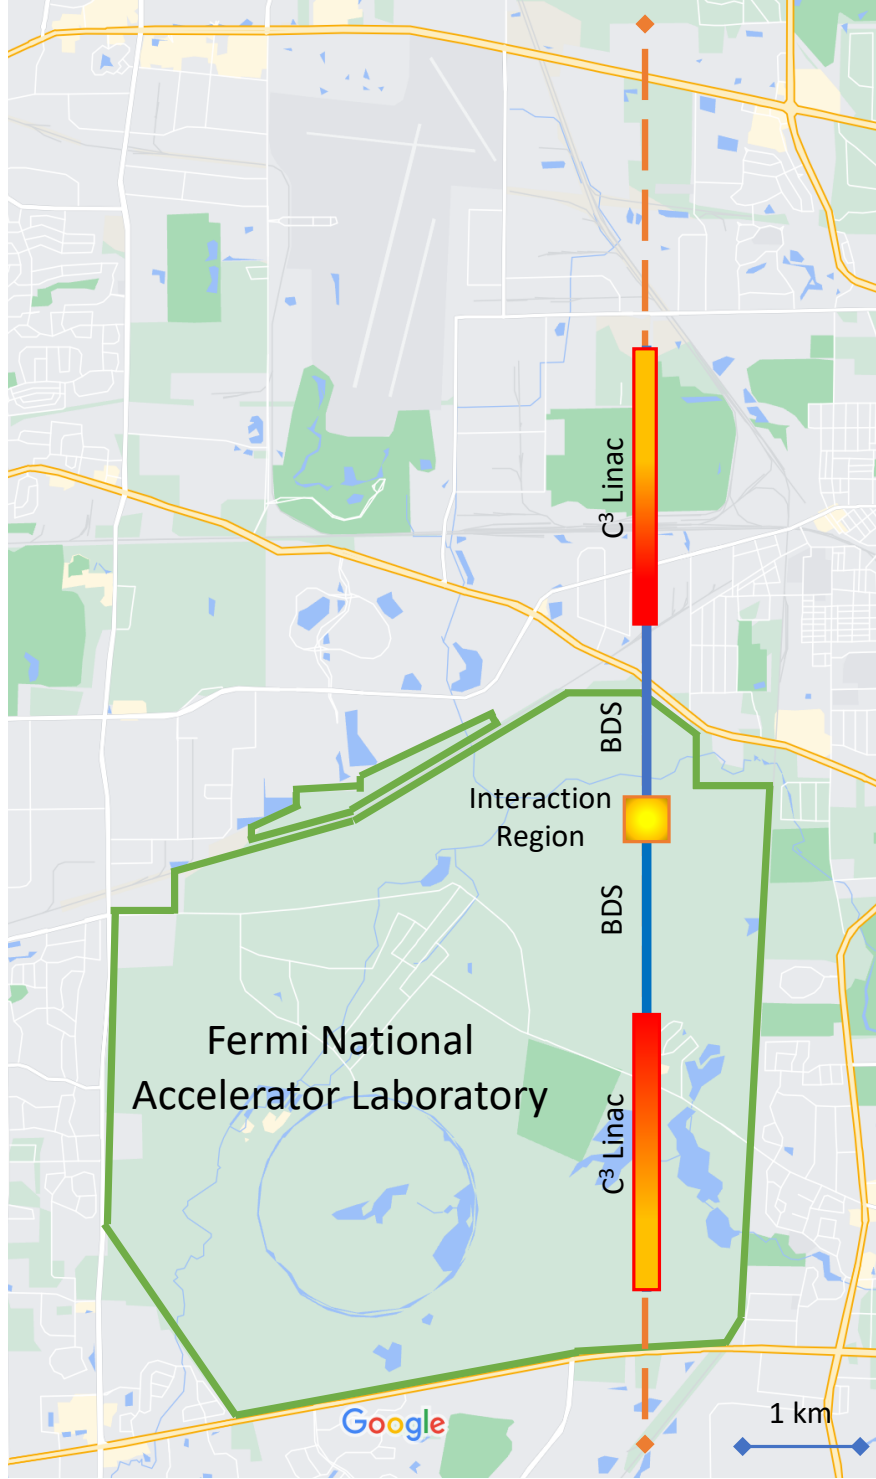 C³ Linac
BDS
Interaction
Region
BDS
Fermi National
Accelerator Laboratory
C³ Linac
1 km
Google